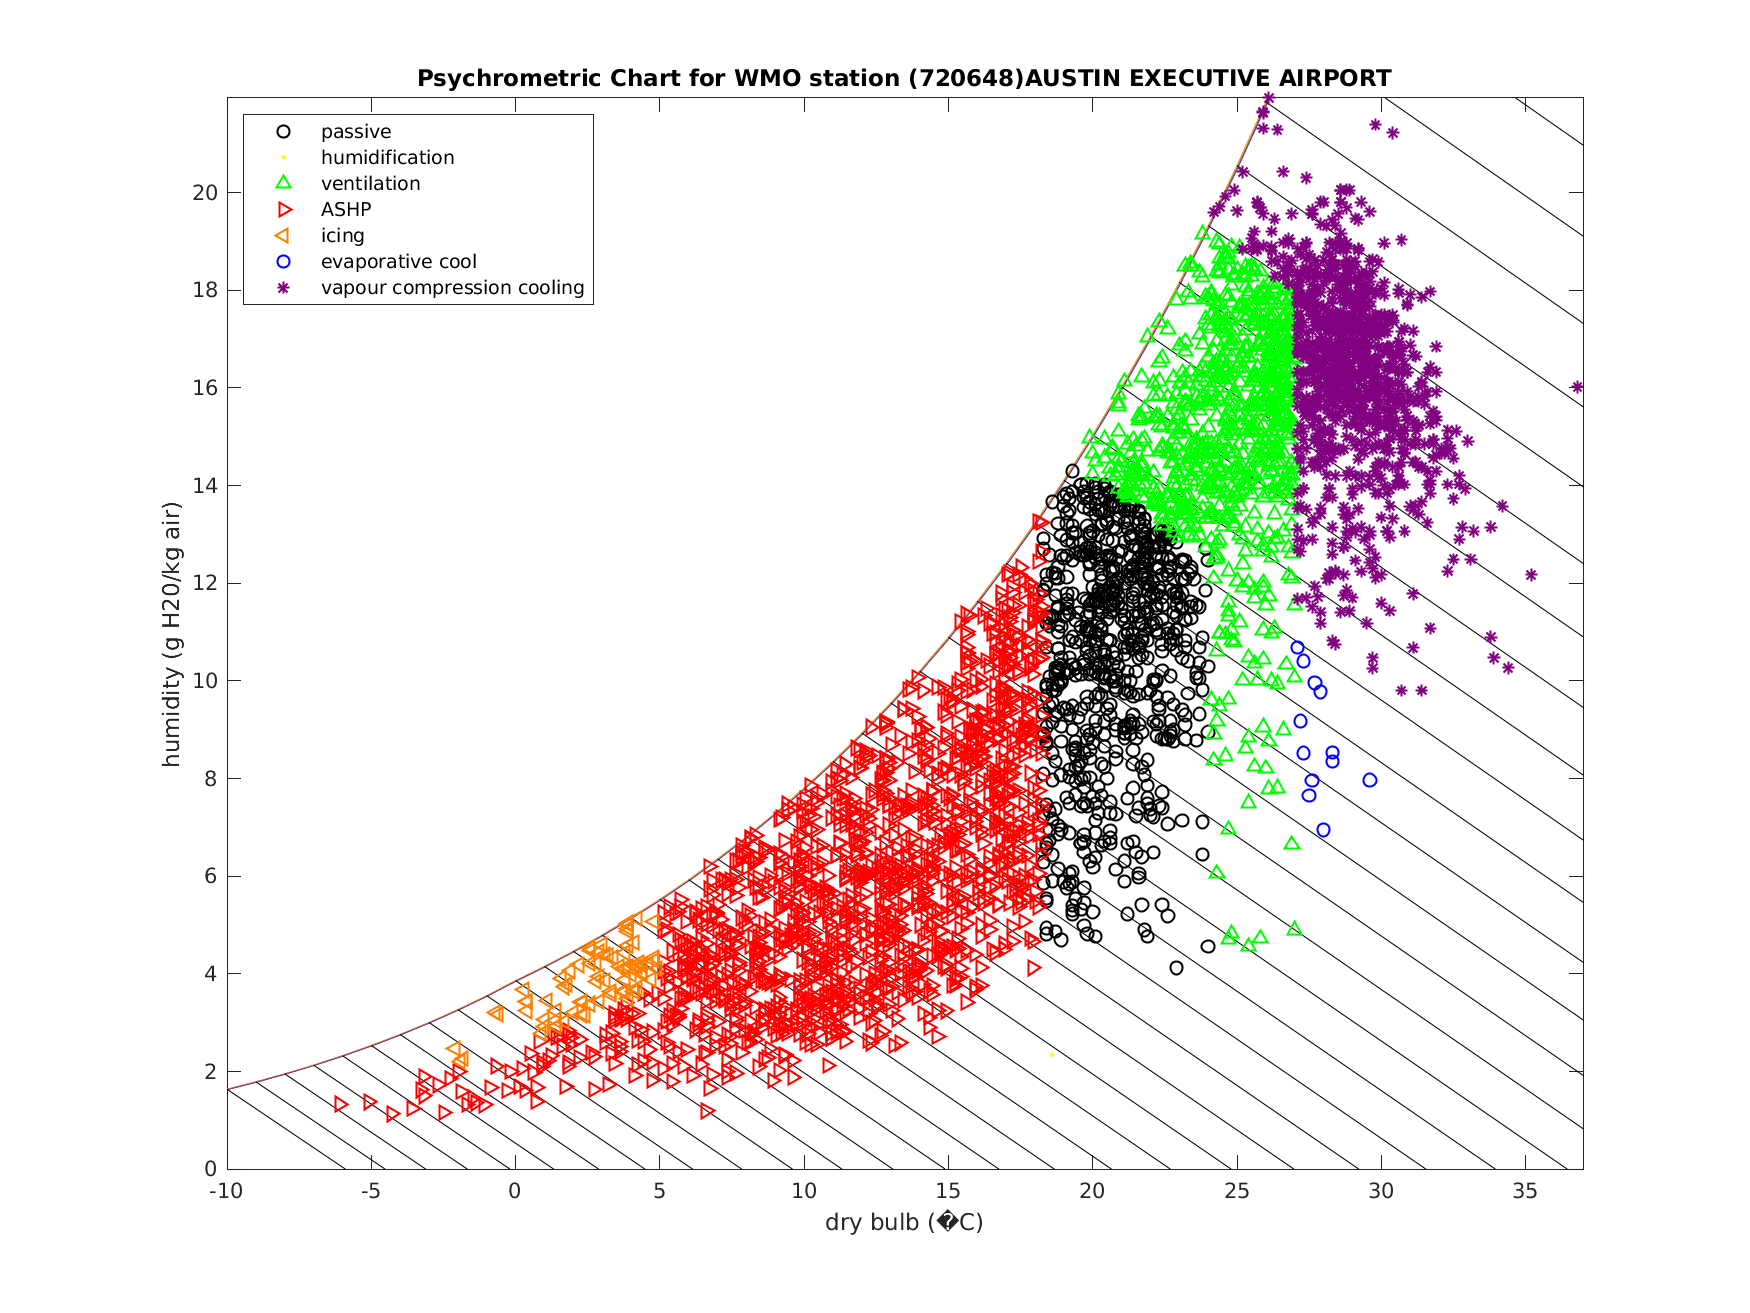 Psychrometric Chart for WMO station (720648)AUSTIN EXECUTIVE AIRPORT
passive
humidification
ventilation
ASHP
icing
evaporative cool
vapour compression cooling
humidity (g H20/kg air)
20
18
16
14
12
10
8
6
4
2
0
-10 -5 0 5 10 15 20 25 30 35
dry bulb (�C)